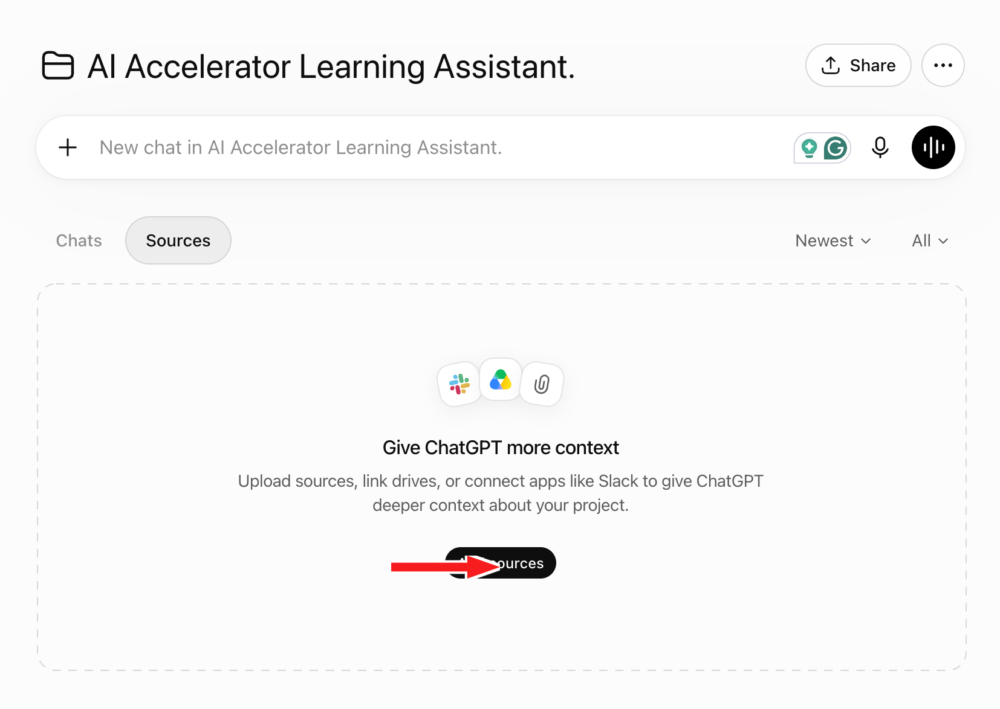 AI Accelerator Learning Assistant.
Share
New chat in AI Accelerator Learning Assistant.
Chats
Sources
Newest
All
Give ChatGPT more context
Upload sources, link drives, or connect apps like Slack to give ChatGPT
deeper context about your project.
ources